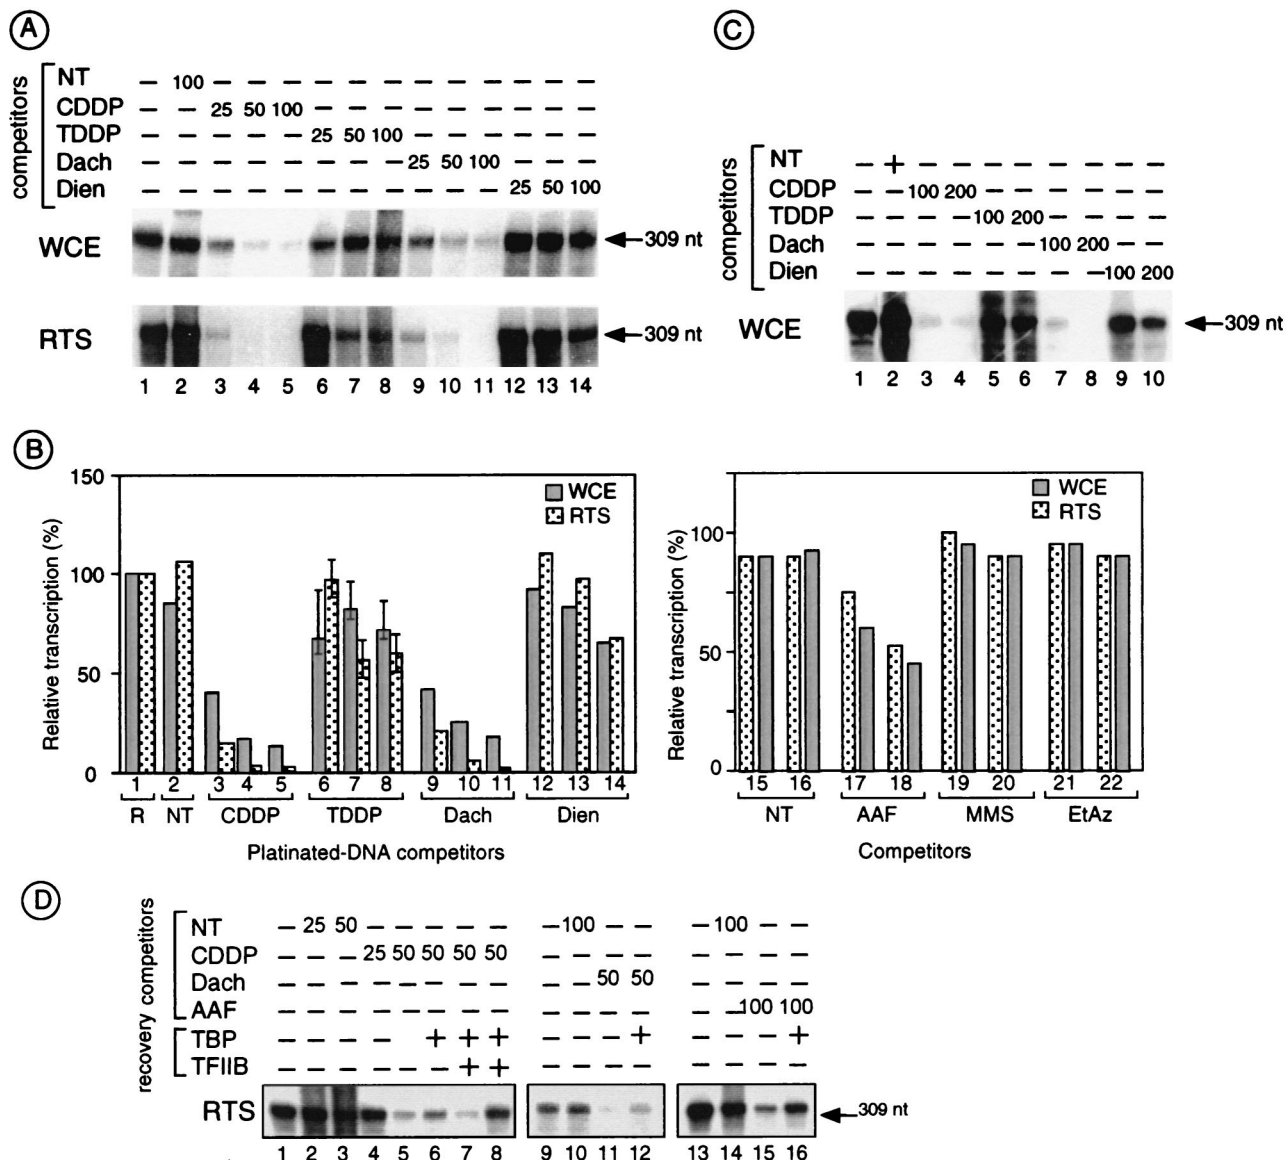 A
competitors
NT – 100 – – – – – – – – – – – –
CDDP – – 25 50 100 – – – – – – – – –
TDDP – – – – – 25 50 100 – – – – – –
Dach – – – – – – – – 25 50 100 – – –
Dien – – – – – – – – – – – 25 50 100
WCE 309 nt
RTS 309 nt
1 2 3 4 5 6 7 8 9 10 11 12 13 14
C
competitors
NT – + – – – – – – – –
CDDP – – 100 200 – – – – – –
TDDP – – – – 100 200 – – – –
Dach – – – – – – 100 200 – –
Dien – – – – – – – – 100 200
WCE 309 nt
1 2 3 4 5 6 7 8 9 10
B
Relative transcription (%)
150
100
50
0
WCE
RTS
1 2 3 4 5 6 7 8 9 10 11 12 13 14
R NT CDDP TDDP Dach Dien
Platinated-DNA competitors
Relative transcription (%)
100
50
0
WCE
RTS
15 16 17 18 19 20 21 22
NT AAF MMS EtAz
Competitors
D
recovery competitors
NT – 25 50 – – – – – – 100 – – – 100 – –
CDDP – – – 25 50 50 50 50 – – – – – – – –
Dach – – – – – – – – – – 50 50 – – – –
AAF – – – – – – – – – – – – – – 100 100
TBP – – – – – + + + – – – + – – – +
TFIIB – – – – – – + + – – – – – – – –
RTS 309 nt
1 2 3 4 5 6 7 8 9 10 11 12 13 14 15 16